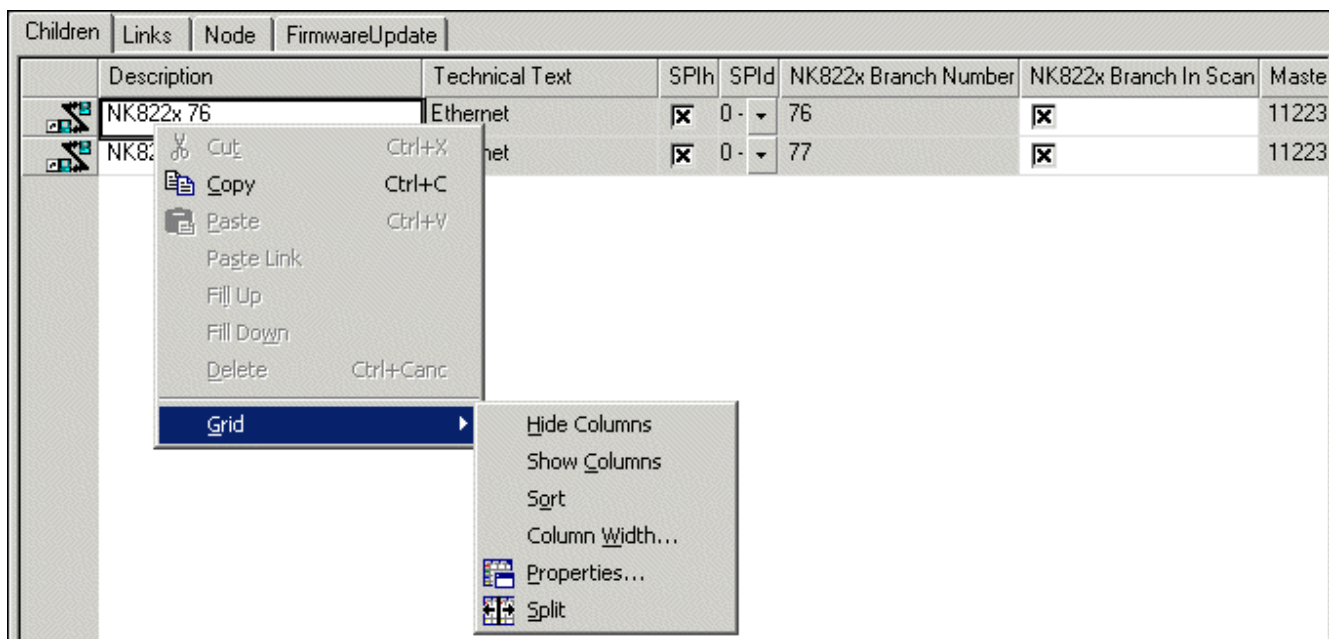 Children Links Node FirmwareUpdate
Description Technical Text SPIh SPId NK822x Branch Number NK822x Branch In Scan Maste
NK822x 76 Ethernet 0 - 76 11223
NK82 net 0 - 77 11223
Cut Ctrl+X
Copy Ctrl+C
Paste Ctrl+V
Paste Link
Fill Up
Fill Down
Delete Ctrl+Canc
Grid
Hide Columns
Show Columns
Sort
Column Width...
Properties...
Split